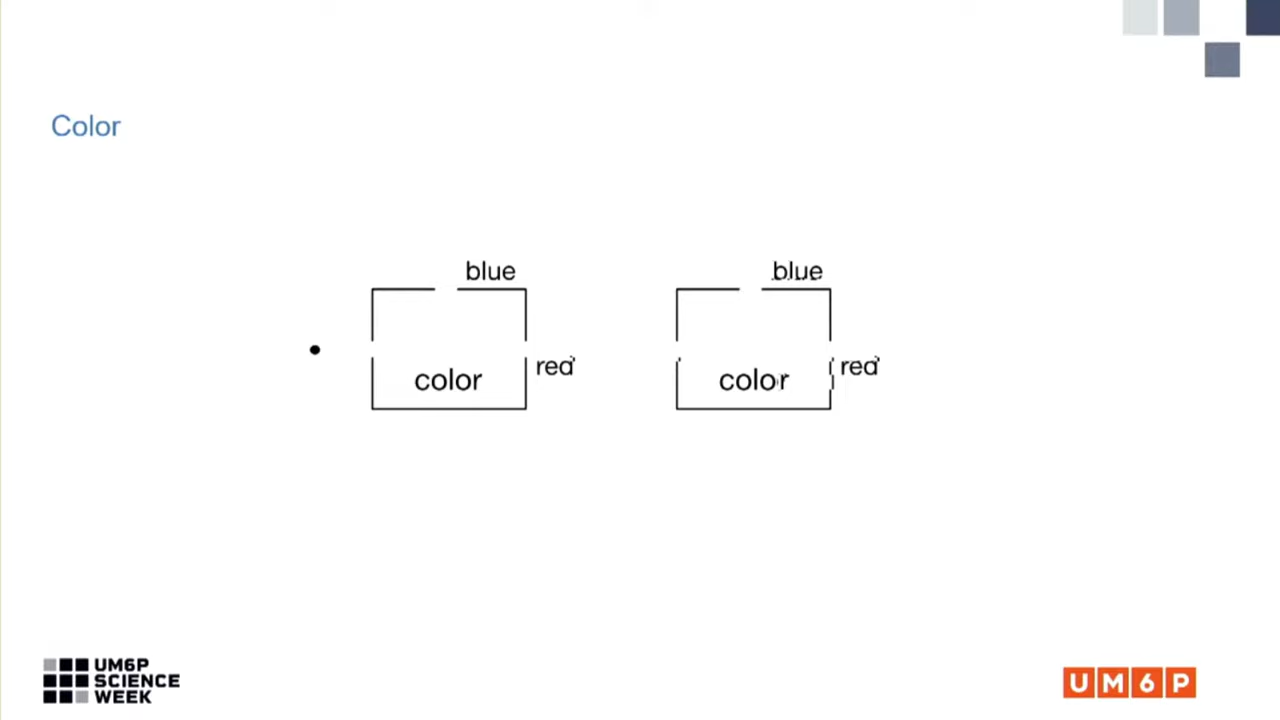 Color
blue
blue
red
red
color
color
UM6P
SCIENCE
WEEK
UM6P